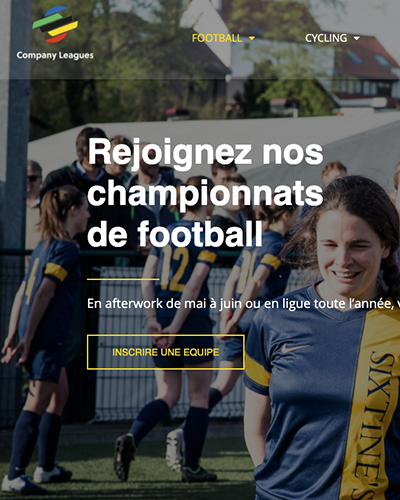 FOOTBALL CYCLING
Company Leagues
Rejoignez nos
championnats
de football
En afterwork de mai à juin ou en ligue toute l'année,
INSCRIRE UNE EQUIPE
12
SIXTINE'S